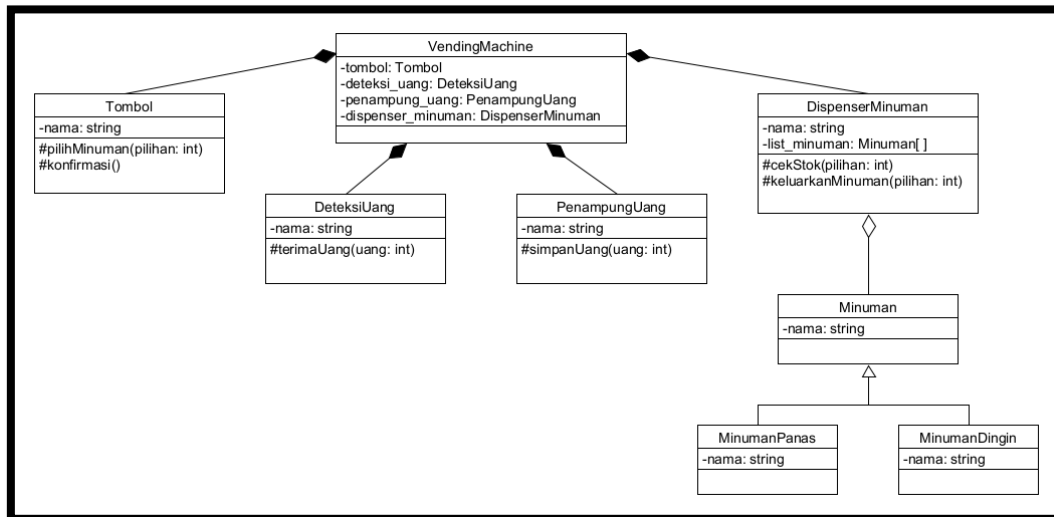 VendingMachine
-tombol: Tombol
-deteksi_uang: DeteksiUang
-penampung_uang: PenampungUang
-dispenser_minuman: DispenserMinuman
Tombol
-nama: string
#pilihMinuman(pilihan: int)
#konfirmasi()
DispenserMinuman
-nama: string
-list_minuman: Minuman[ ]
#cekStok(pilihan: int)
#keluarkanMinuman(pilihan: int)
DeteksiUang
-nama: string
#terimaUang(uang: int)
PenampungUang
-nama: string
#simpanUang(uang: int)
Minuman
-nama: string
MinumanPanas
-nama: string
MinumanDingin
-nama: string